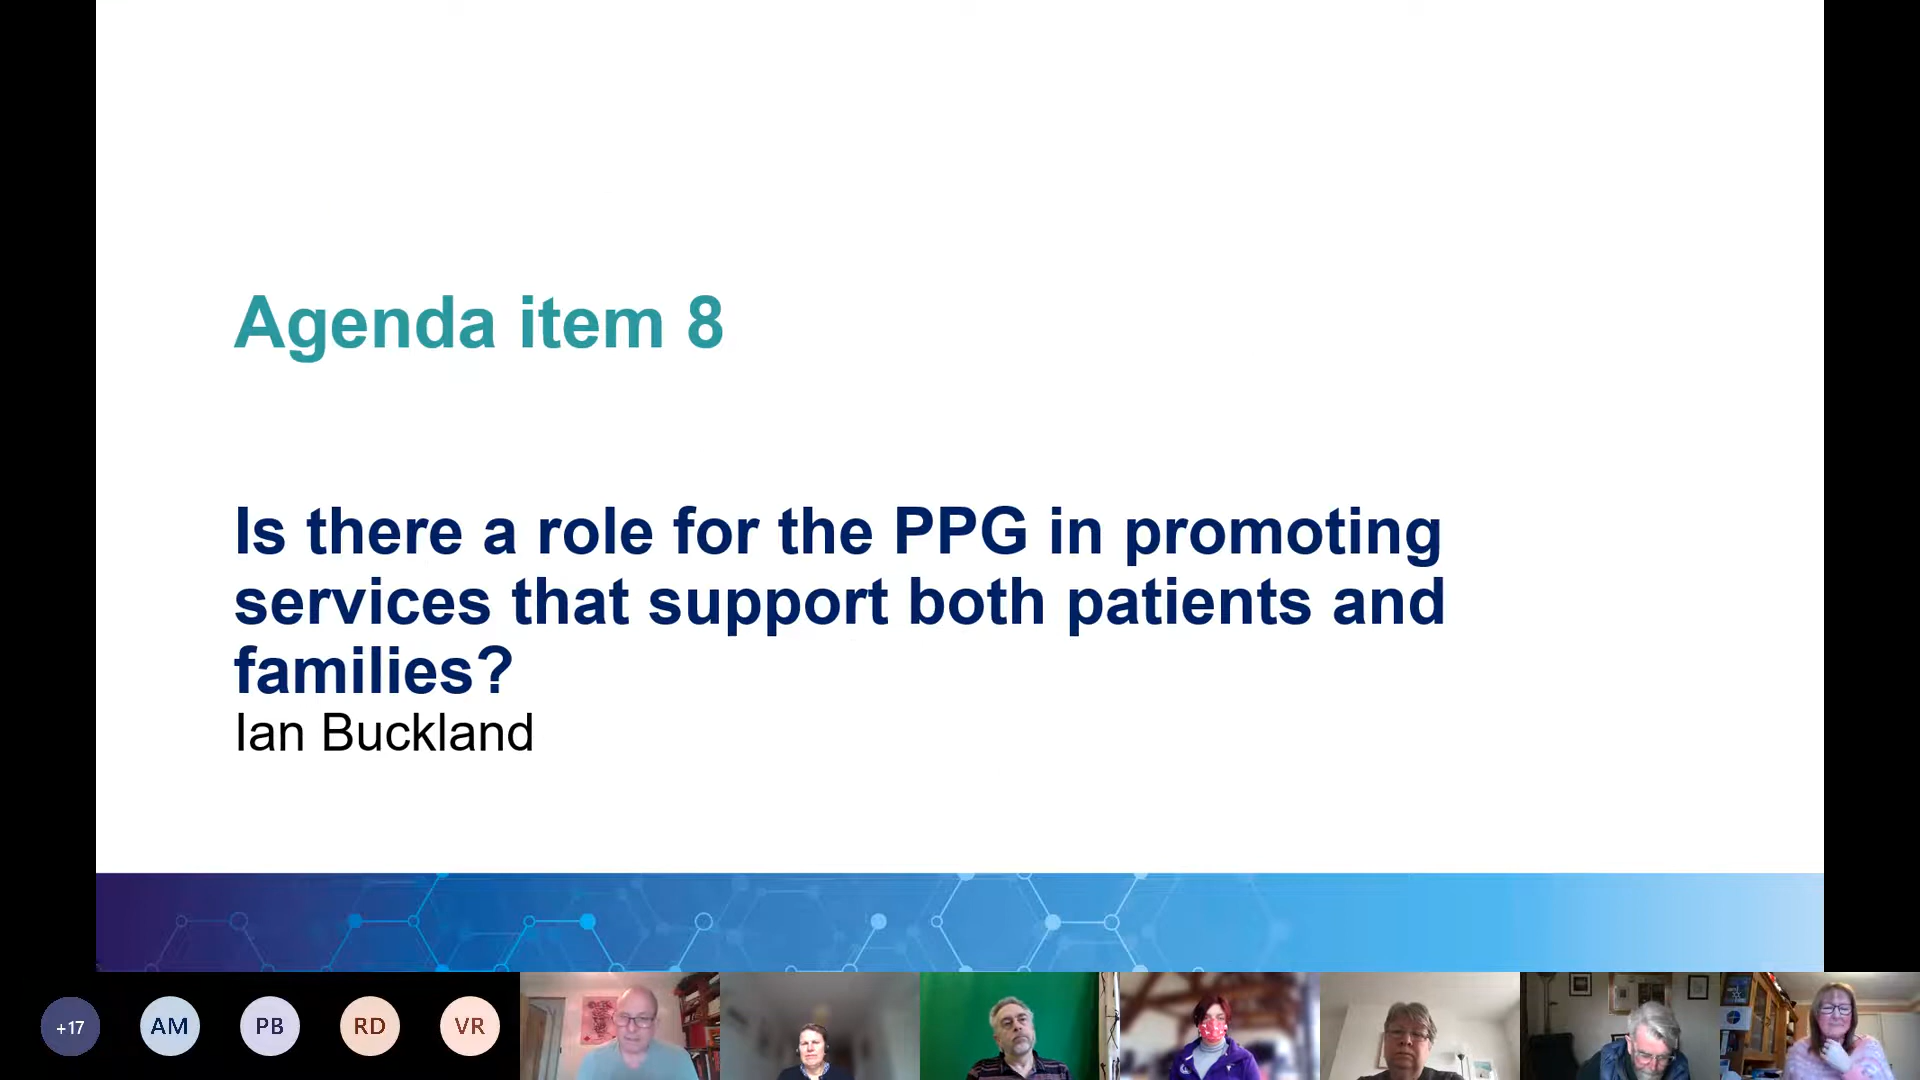 Agenda item 8
Is there a role for the PPG in promoting
services that support both patients and
families?
Ian Buckland
+17
AM
PB
RD
VR